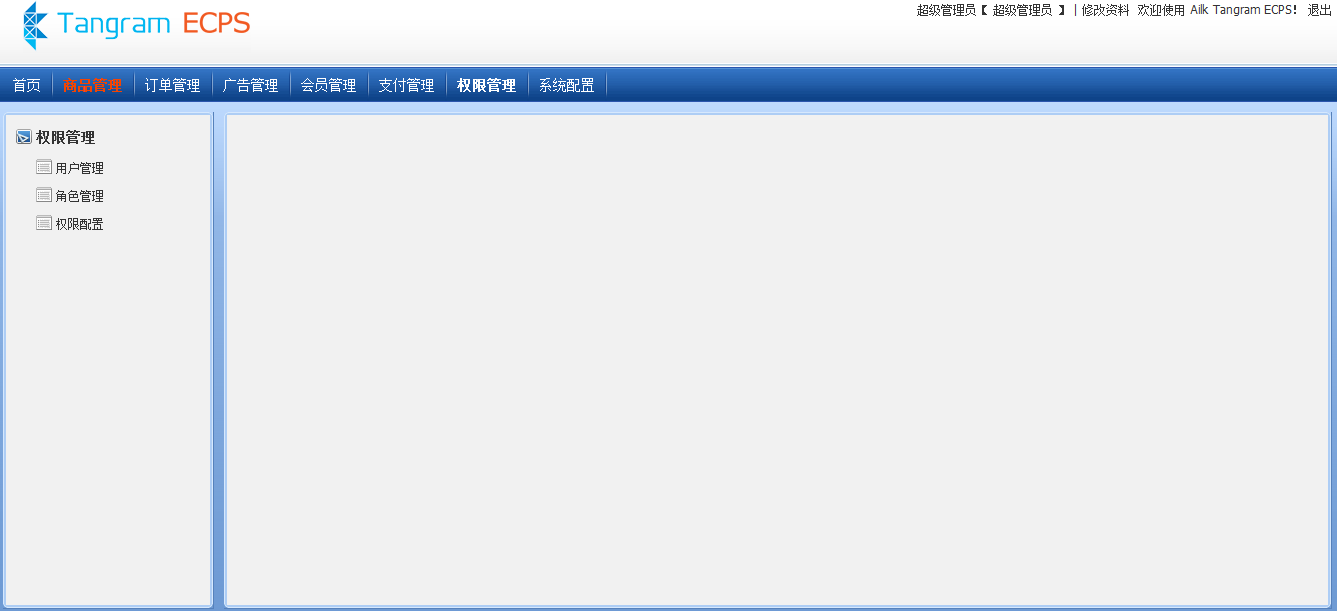 Tangram ECPS
超级管理员【 超级管理员 】 | 修改资料 欢迎使用 Ailk Tangram ECPS! 退出
首页 商品管理 订单管理 广告管理 会员管理 支付管理 权限管理 系统配置
权限管理
用户管理
角色管理
权限配置